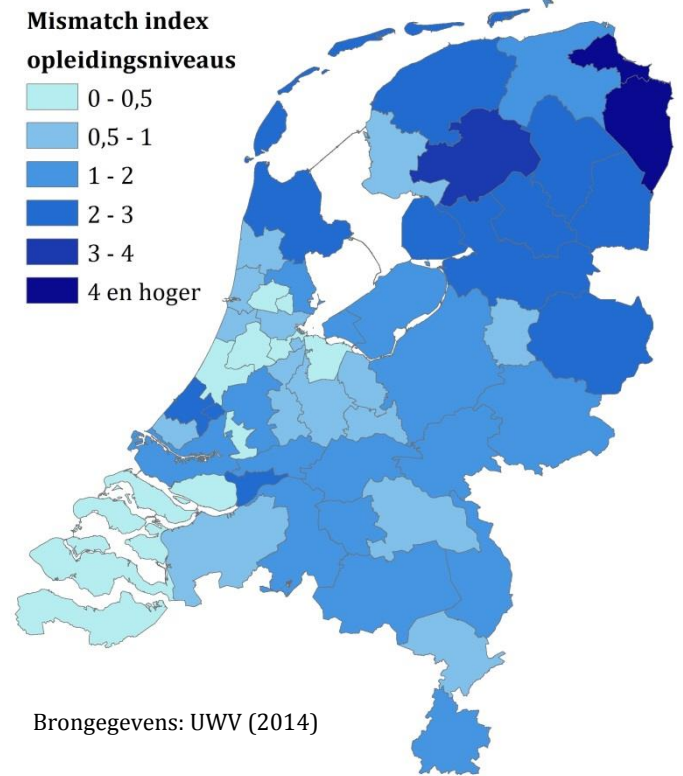 Mismatch index
opleidingsniveaus
0 - 0,5
0,5 - 1
1 - 2
2 - 3
3 - 4
4 en hoger
Brongegevens: UWV (2014)